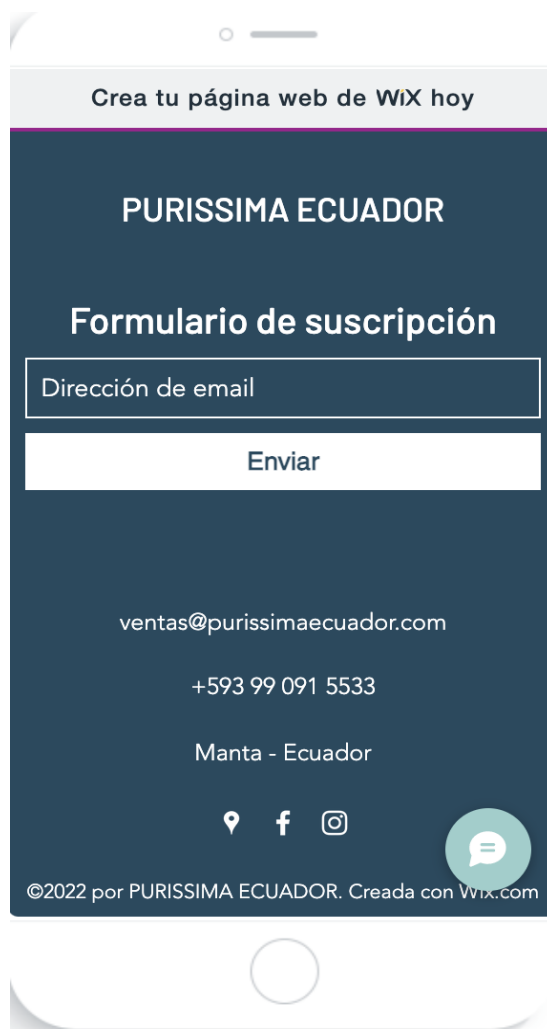 Crea tu página web de WiX hoy
PURISSIMA ECUADOR
Formulario de suscripción
Dirección de email
Enviar
ventas@purissimaecuador.com
+593 99 091 5533
Manta - Ecuador
©2022 por PURISSIMA ECUADOR. Creada con Wix.com